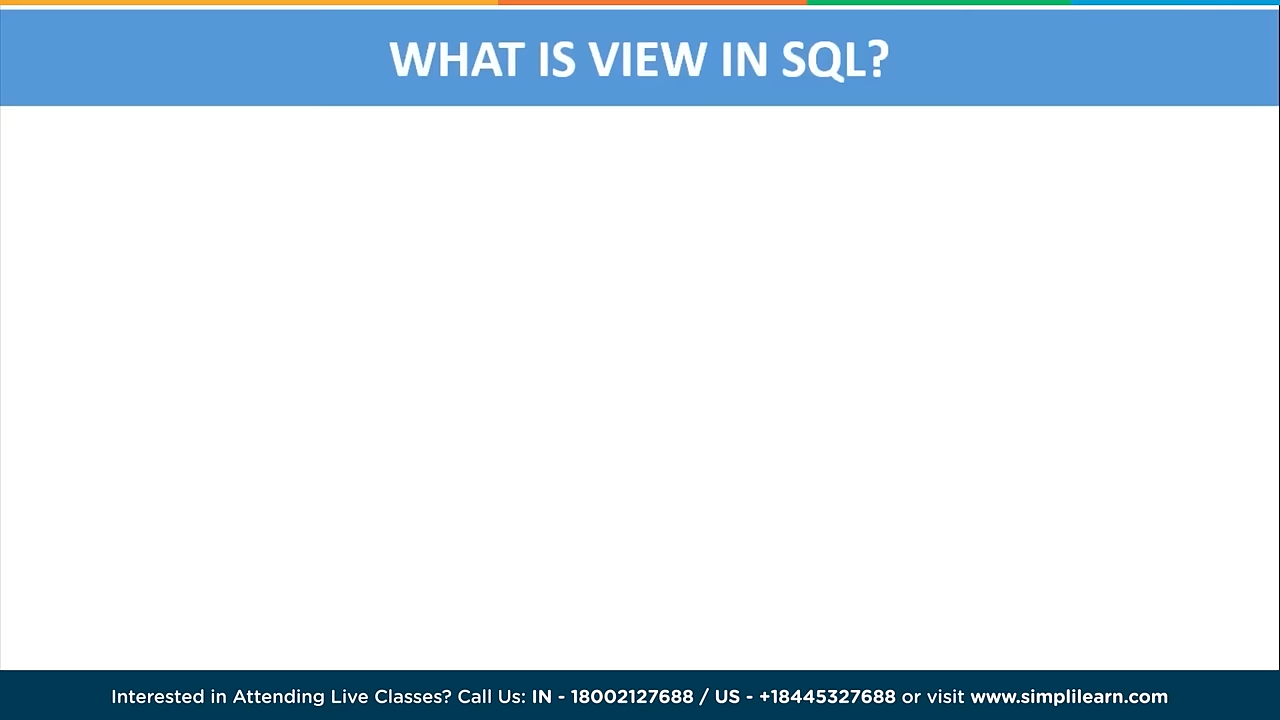 WHAT IS VIEW IN SQL?
Interested in Attending Live Classes? Call Us: IN - 18002127688 / US - +18445327688 or visit www.simplilearn.com